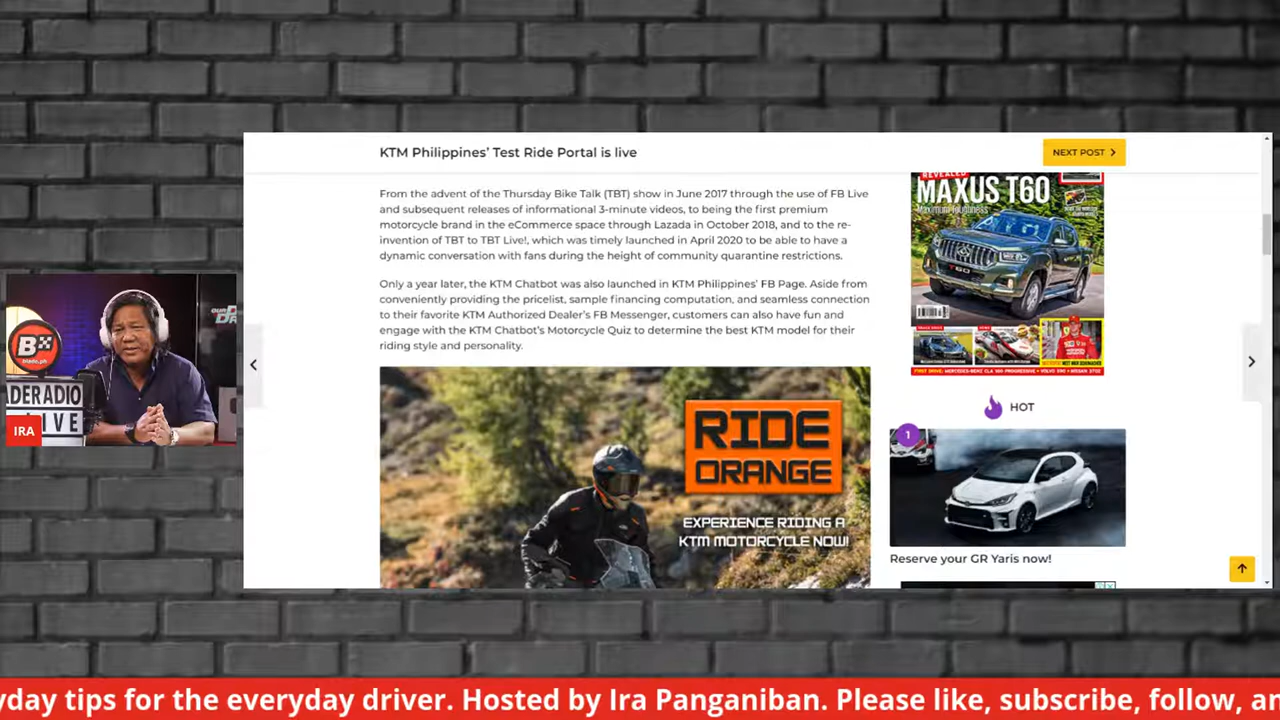 KTM Philippines' Test Ride Portal is live
NEXT POST
From the advent of the Thursday Bike Talk (TBT) show in June 2017 through the use of FB Live
and subsequent releases of informational 3-minute videos, to being the first premium
motorcycle brand in the eCommerce space through Lazada in October 2018, and to the re-
invention of TBT to TBT Live!, which was timely launched in April 2020 to be able to have a
dynamic conversation with fans during the height of community quarantine restrictions.
Only a year later, the KTM Chatbot was also launched in KTM Philippines' FB Page. Aside from
conveniently providing the pricelist, sample financing computation, and seamless connection
to their favorite KTM Authorized Dealer's FB Messenger, customers can also have fun and
engage with the KTM Chatbot's Motorcycle Quiz to determine the best KTM model for their
riding style and personality.
RIDE
ORANGE
EXPERIENCE RIDING A
KTM MOTORCYCLE NOW!
REVEALED
MAXUS T60
Maximum Toughness
T60
HOT
1
Reserve your GR Yaris now!
B
blade.ph
ADERADIO
IVE
IRA
yday tips for the everyday driver. Hosted by Ira Panganiban. Please like, subscribe, follow, an